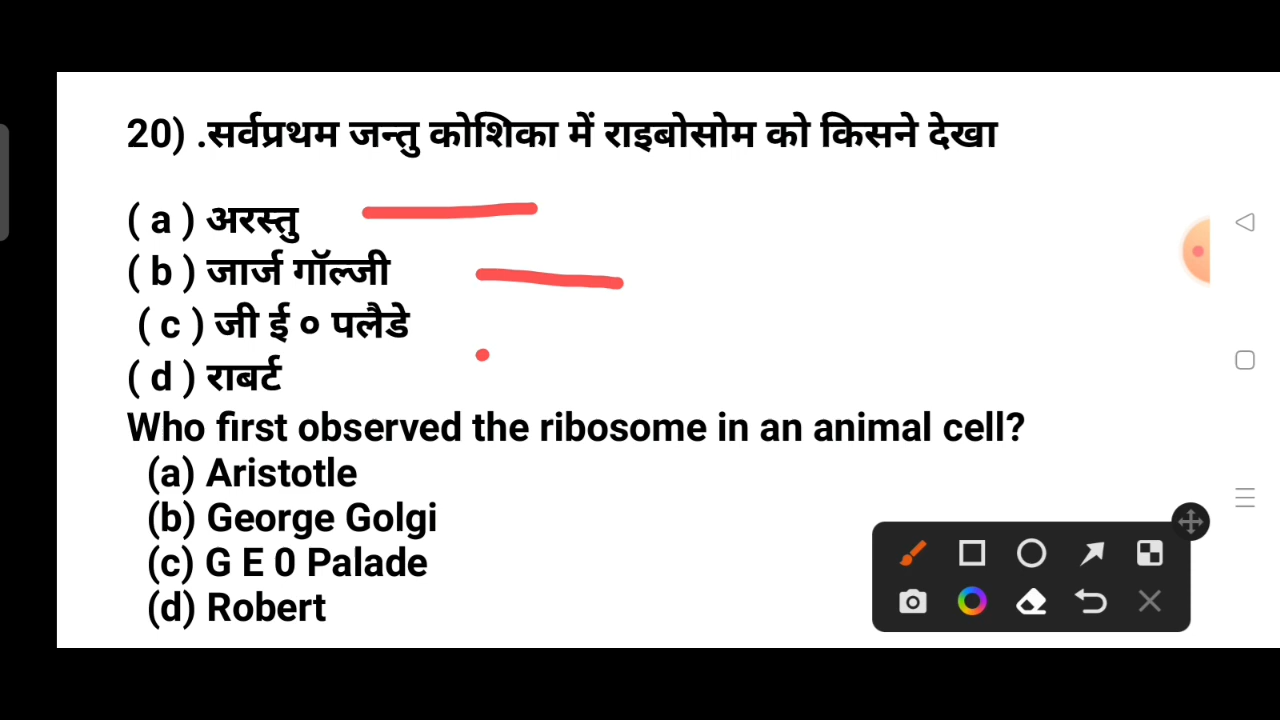 20) .सर्वप्रथम जन्तु कोशिका में राइबोसोम को किसने देखा
( a ) अरस्तु
( b ) जार्ज गॉल्जी
( c ) जी ई ० पलैडे
( d ) राबर्ट
Who first observed the ribosome in an animal cell?
(a) Aristotle
(b) George Golgi
(c) G E 0 Palade
(d) Robert